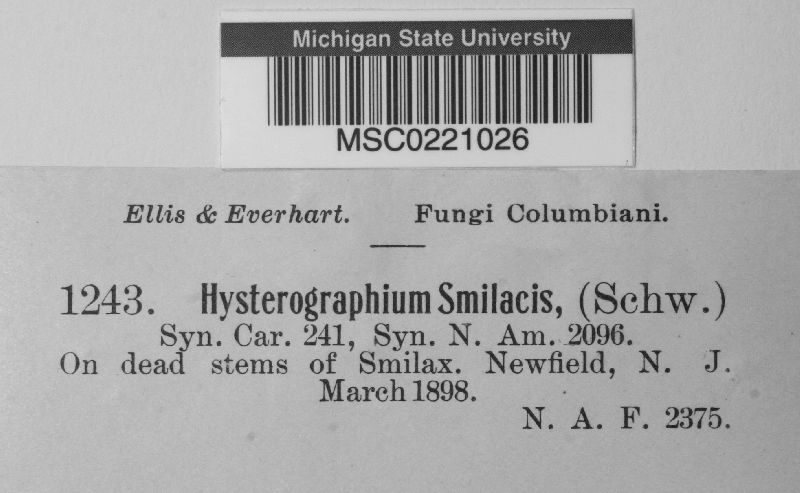 Michigan State University
MSC0221026
Ellis & Everhart. Fungi Columbiani.
1243. Hysterographium Smilacis, (Schw.)
Syn. Car. 241, Syn. N. Am. 2096.
On dead stems of Smilax. Newfield, N. J.
March 1898.
N. A. F. 2375.